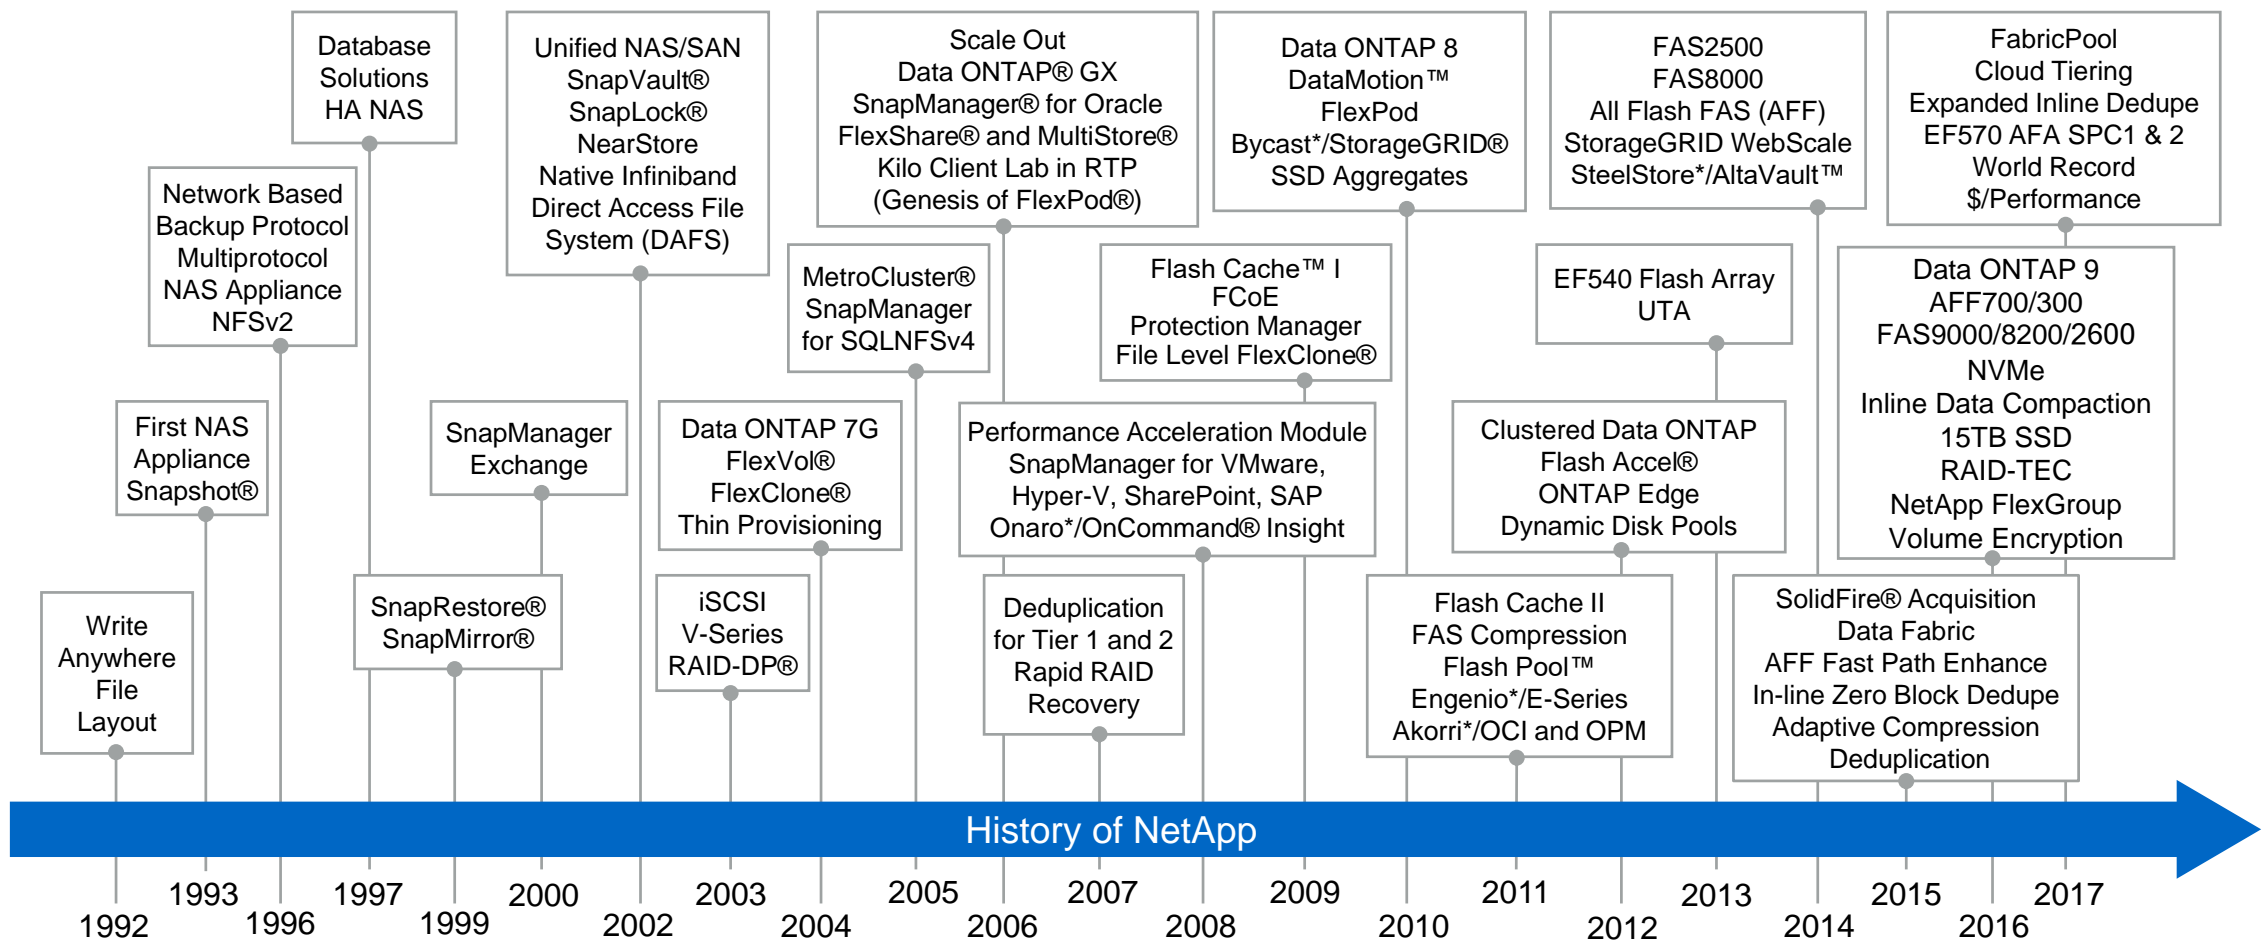 Write
Anywhere
File
Layout
First NAS
Appliance
Snapshot®
Network Based
Backup Protocol
Multiprotocol
NAS Appliance
NFSv2
Database
Solutions
HA NAS
SnapRestore®
SnapMirror®
SnapManager
Exchange
Unified NAS/SAN
SnapVault®
SnapLock®
NearStore
Native Infiniband
Direct Access File
System (DAFS)
iSCSI
V-Series
RAID-DP®
Data ONTAP 7G
FlexVol®
FlexClone®
Thin Provisioning
MetroCluster®
SnapManager
for SQLNFSv4
Scale Out
Data ONTAP® GX
SnapManager® for Oracle
FlexShare® and MultiStore®
Kilo Client Lab in RTP
(Genesis of FlexPod®)
Deduplication
for Tier 1 and 2
Rapid RAID
Recovery
Performance Acceleration Module
SnapManager for VMware,
Hyper-V, SharePoint, SAP
Onaro*/OnCommand® Insight
Flash Cache™ I
FCoE
Protection Manager
File Level FlexClone®
Data ONTAP 8
DataMotion™
FlexPod
Bycast*/StorageGRID®
SSD Aggregates
Flash Cache II
FAS Compression
Flash Pool™
Engenio*/E-Series
Akorri*/OCI and OPM
Clustered Data ONTAP
Flash Accel®
ONTAP Edge
Dynamic Disk Pools
EF540 Flash Array
UTA
FAS2500
FAS8000
All Flash FAS (AFF)
StorageGRID WebScale
SteelStore*/AltaVault™
SolidFire® Acquisition
Data Fabric
AFF Fast Path Enhance
In-line Zero Block Dedupe
Adaptive Compression
Deduplication
Data ONTAP 9
AFF700/300
FAS9000/8200/2600
NVMe
Inline Data Compaction
15TB SSD
RAID-TEC
NetApp FlexGroup
Volume Encryption
FabricPool
Cloud Tiering
Expanded Inline Dedupe
EF570 AFA SPC1 & 2
World Record
$/Performance
History of NetApp
1992
1993
1996
1997
1999
2000
2002
2003
2004
2005
2006
2007
2008
2009
2010
2011
2012
2013
2014
2015
2016
2017